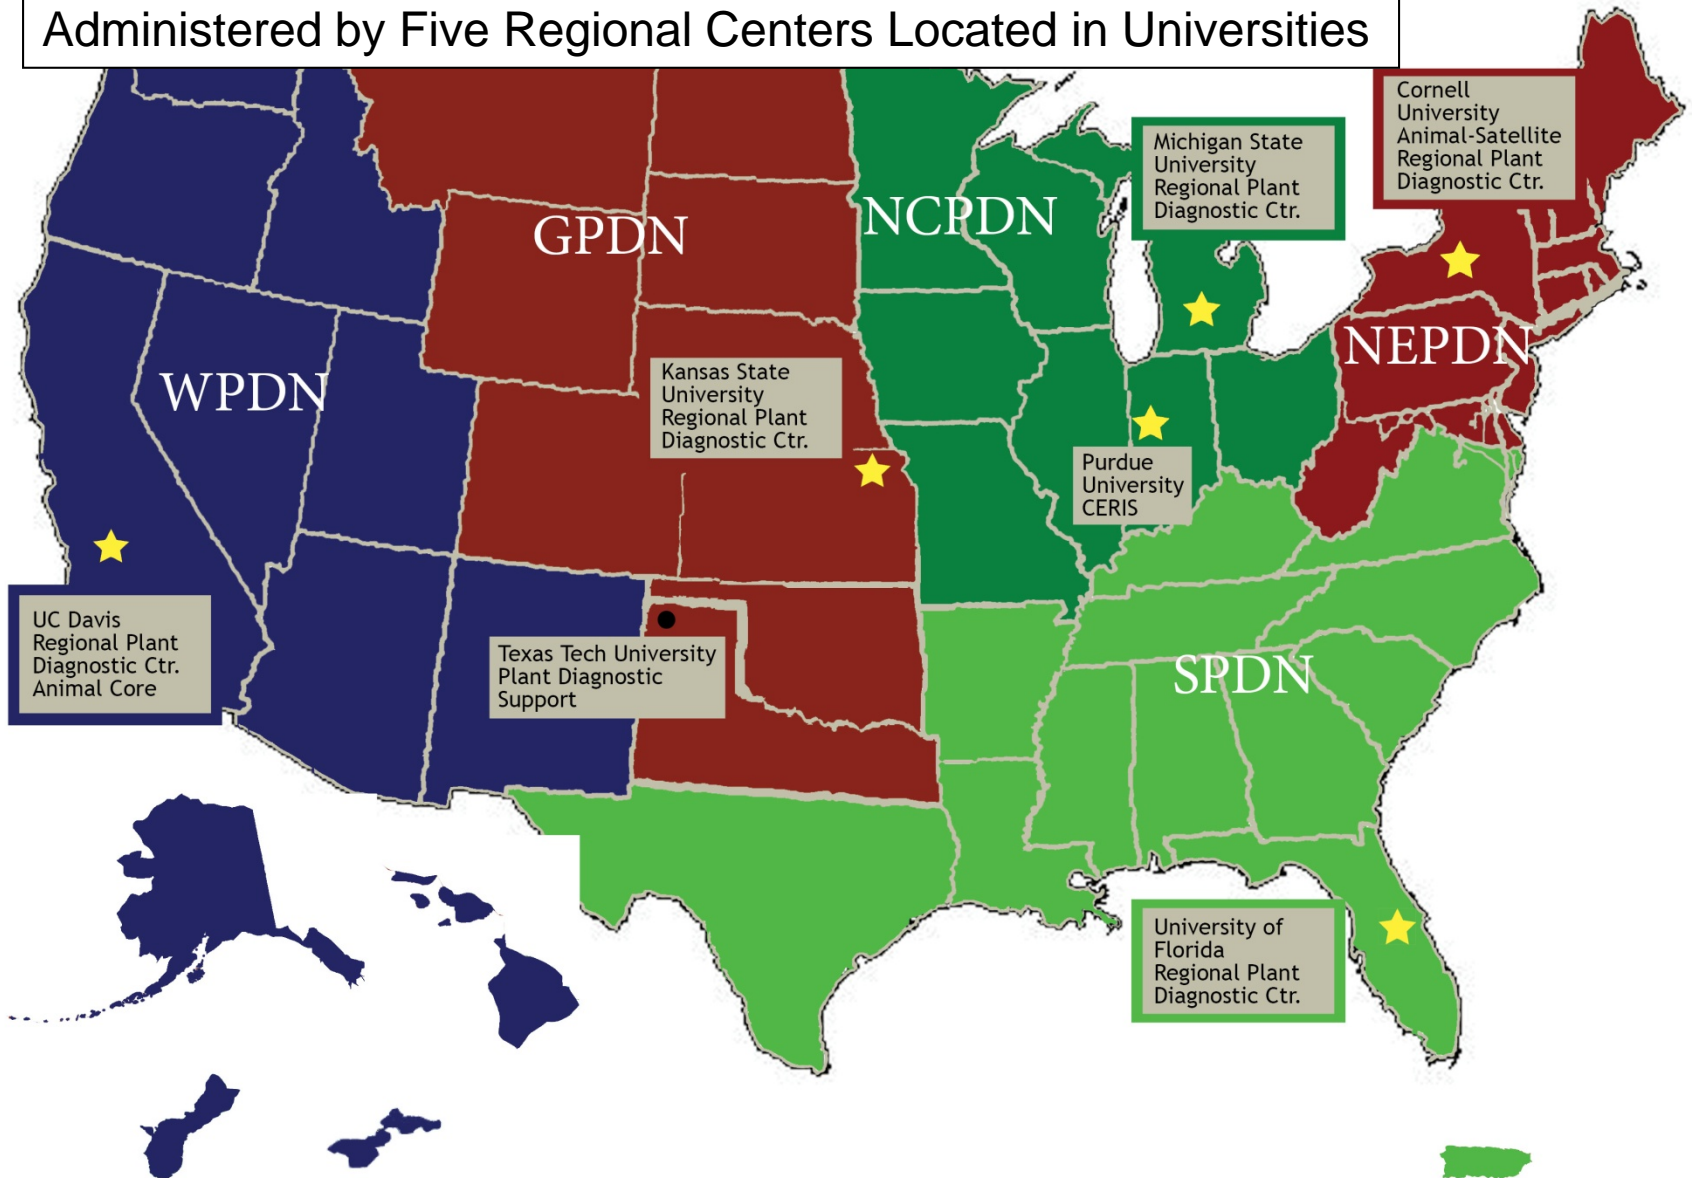 Administered by Five Regional Centers Located in Universities
Cornell
University
Animal-Satellite
Regional Plant
Diagnostic Ctr.
Michigan State
University
Regional Plant
Diagnostic Ctr.
GPDN
NCPDN
NEPDN
WPDN
Kansas State
University
Regional Plant
Diagnostic Ctr.
Purdue
University
CERIS
UC Davis
Regional Plant
Diagnostic Ctr.
Animal Core
Texas Tech University
Plant Diagnostic
Support
SPDN
University of
Florida
Regional Plant
Diagnostic Ctr.